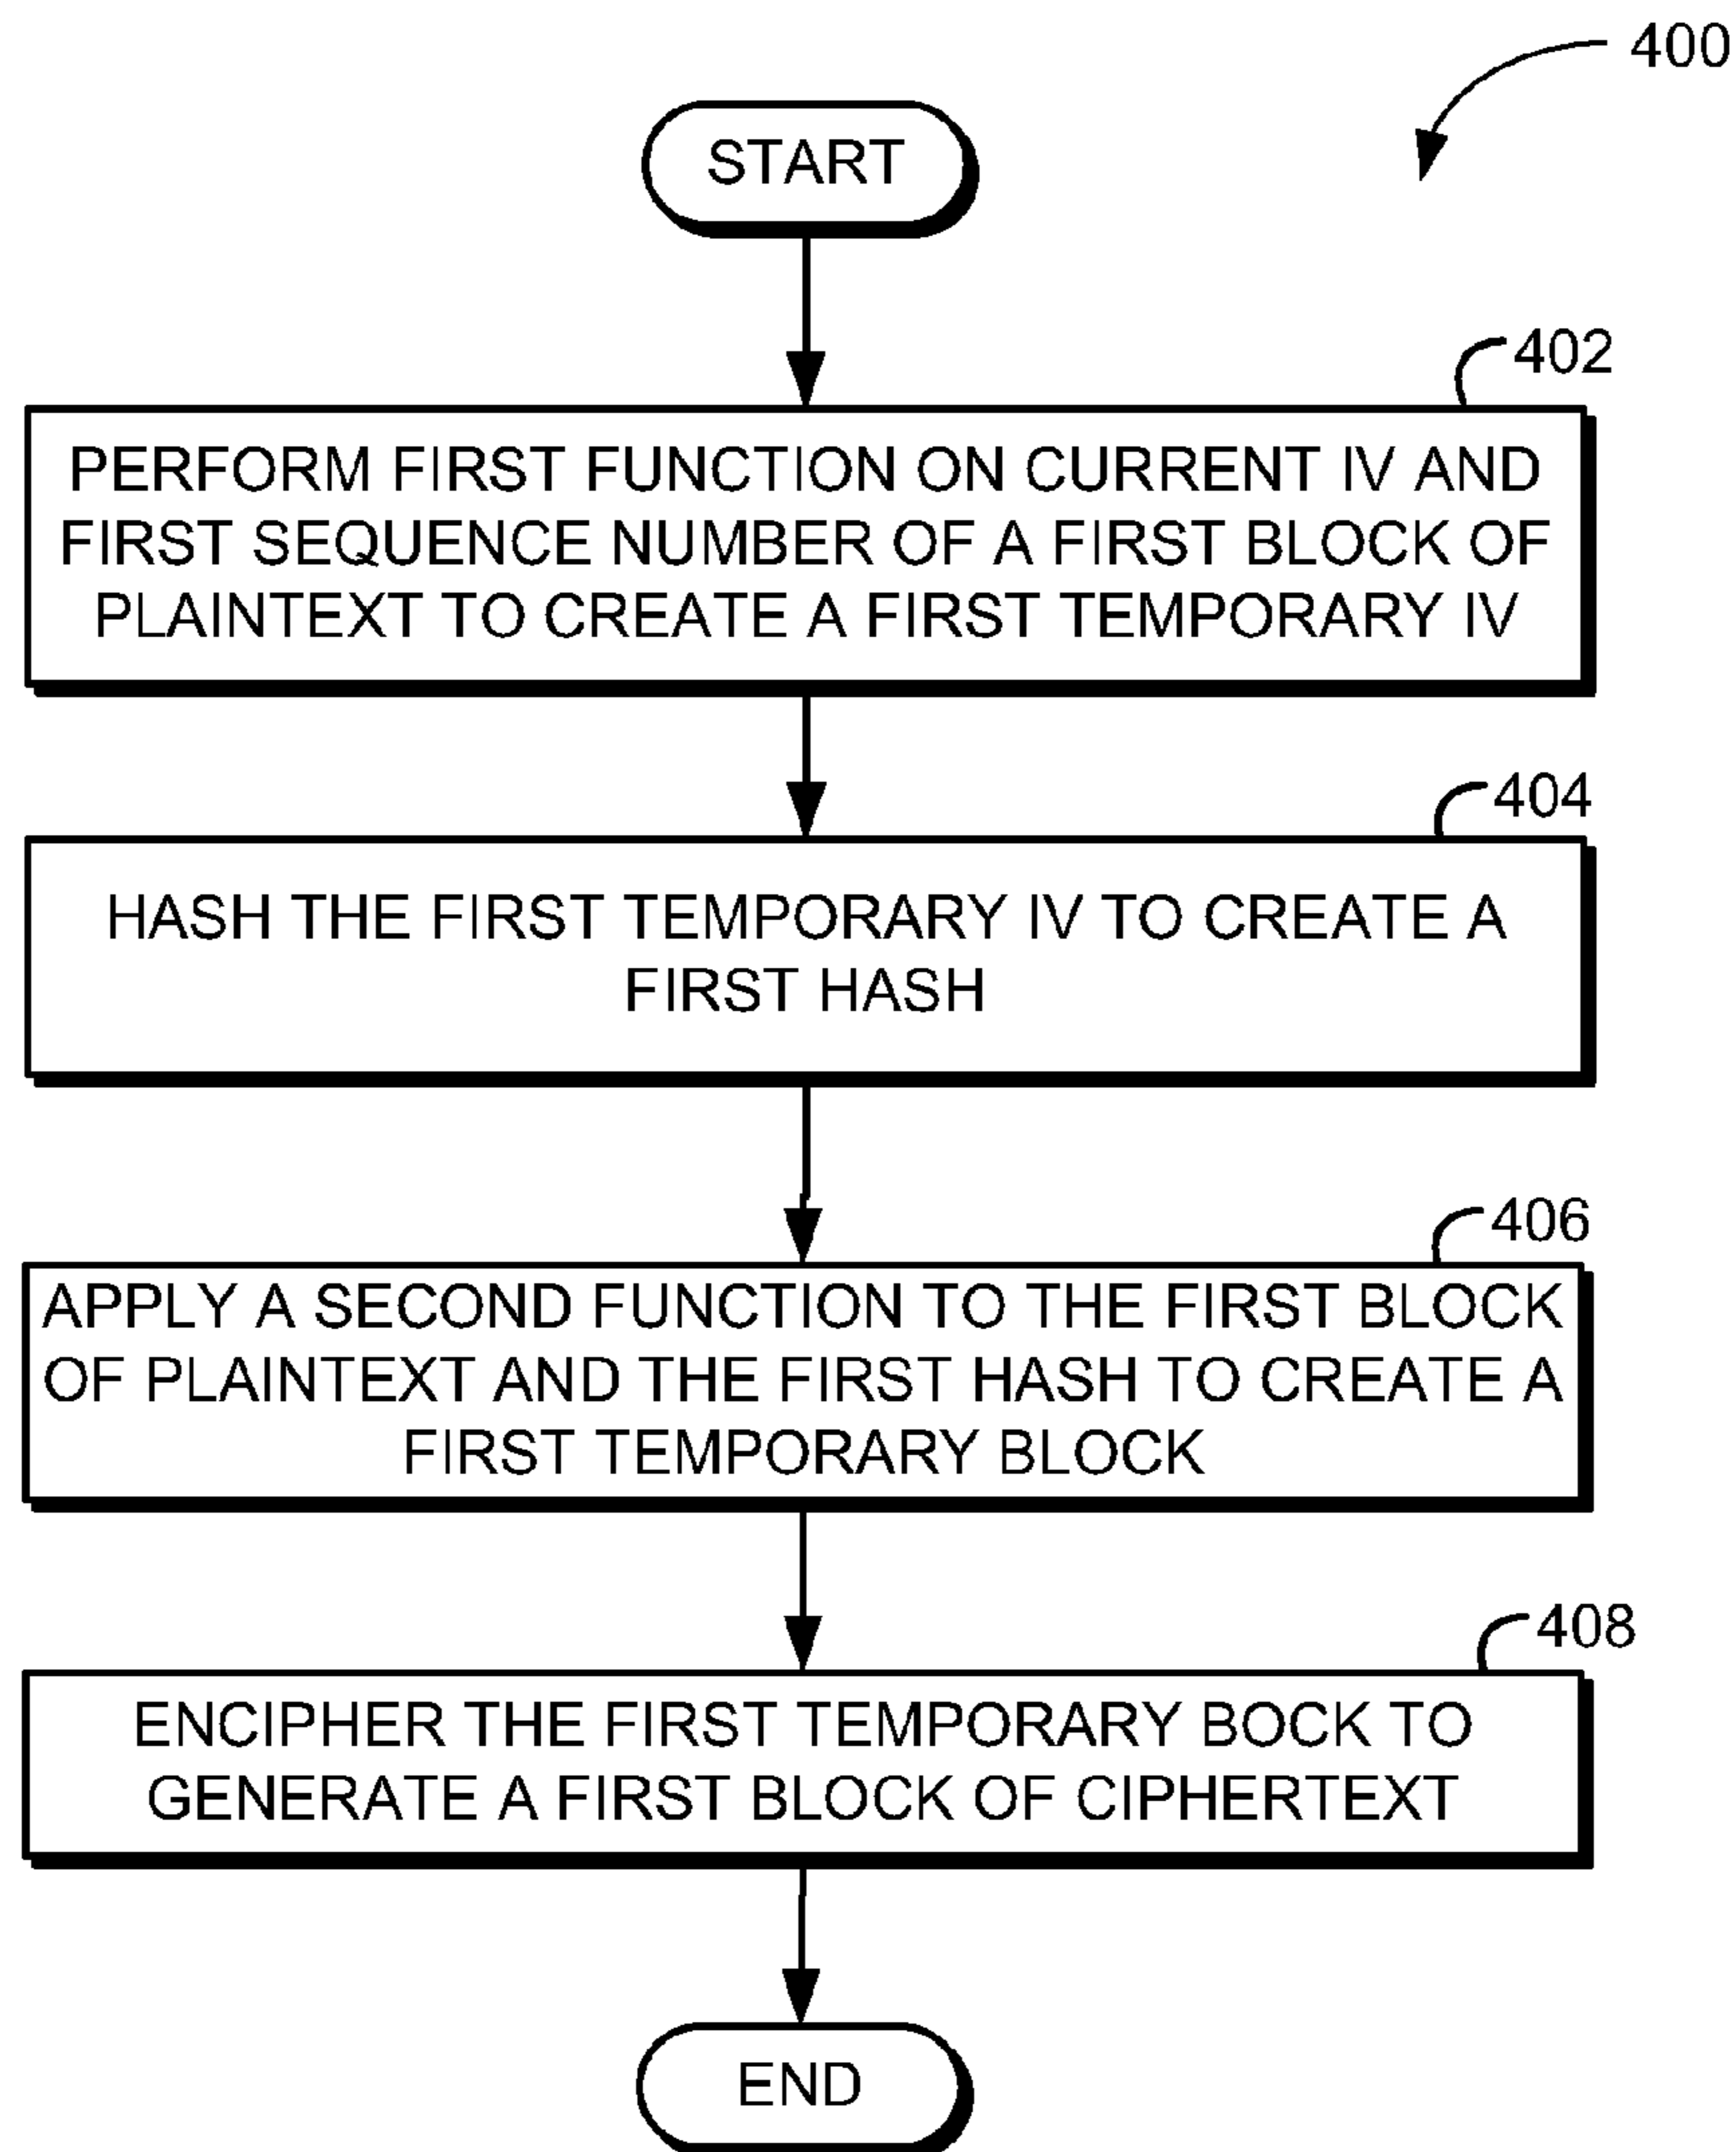 400
START
402
PERFORM FIRST FUNCTION ON CURRENT IV AND
FIRST SEQUENCE NUMBER OF A FIRST BLOCK OF
PLAINTEXT TO CREATE A FIRST TEMPORARY IV
404
HASH THE FIRST TEMPORARY IV TO CREATE A
FIRST HASH
406
APPLY A SECOND FUNCTION TO THE FIRST BLOCK
OF PLAINTEXT AND THE FIRST HASH TO CREATE A
FIRST TEMPORARY BLOCK
408
ENCIPHER THE FIRST TEMPORARY BOCK TO
GENERATE A FIRST BLOCK OF CIPHERTEXT
END